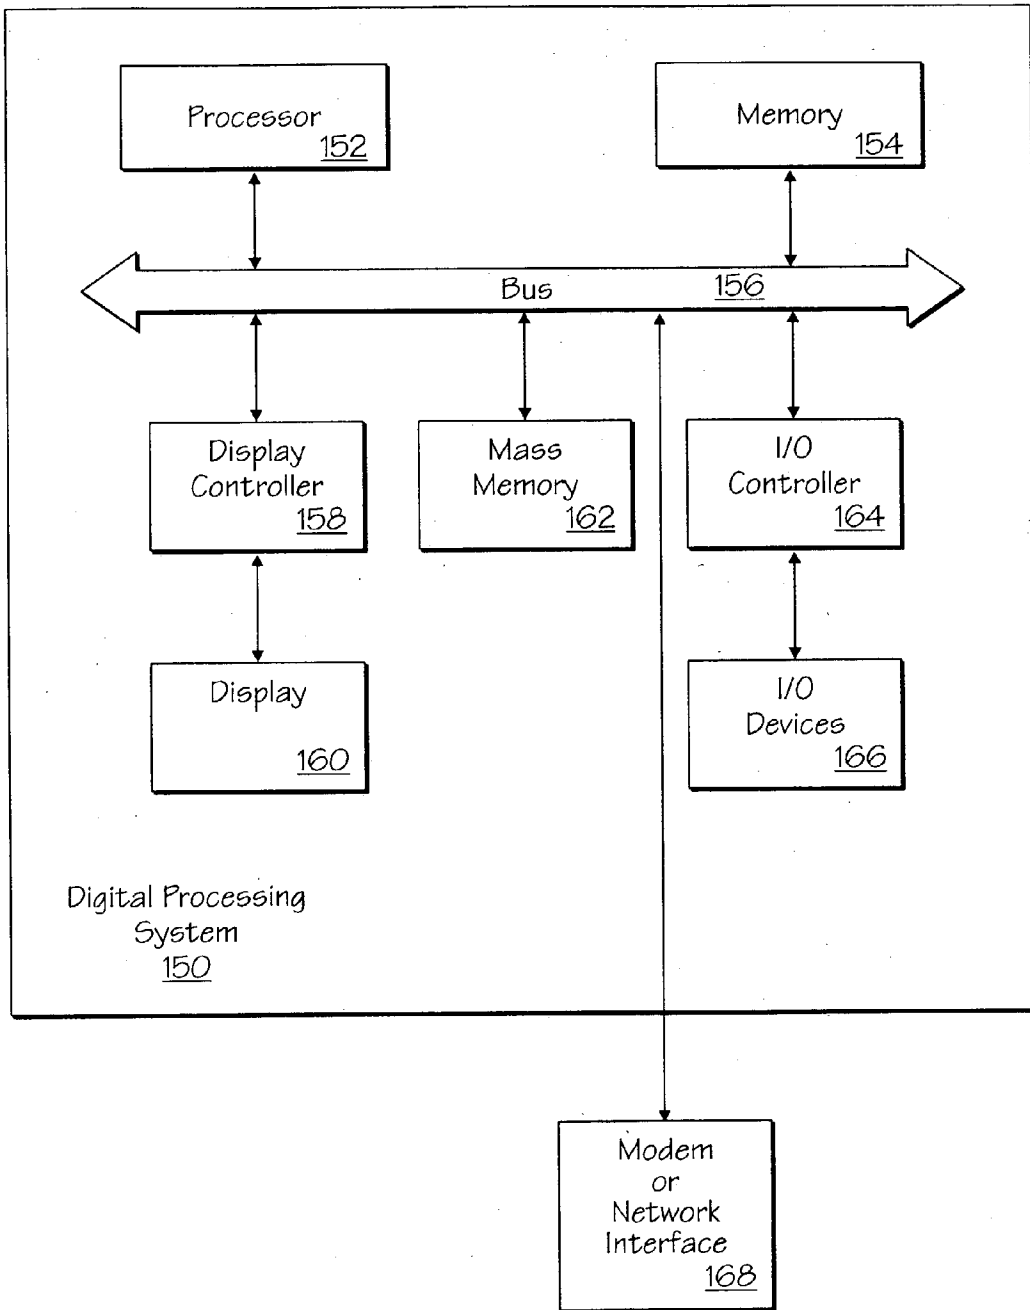 Processor
152
Memory
154
Bus 156
Display
Controller
158
Mass
Memory
162
I/O
Controller
164
Display
160
I/O
Devices
166
Digital Processing
System
150
Modem
or
Network
Interface
168